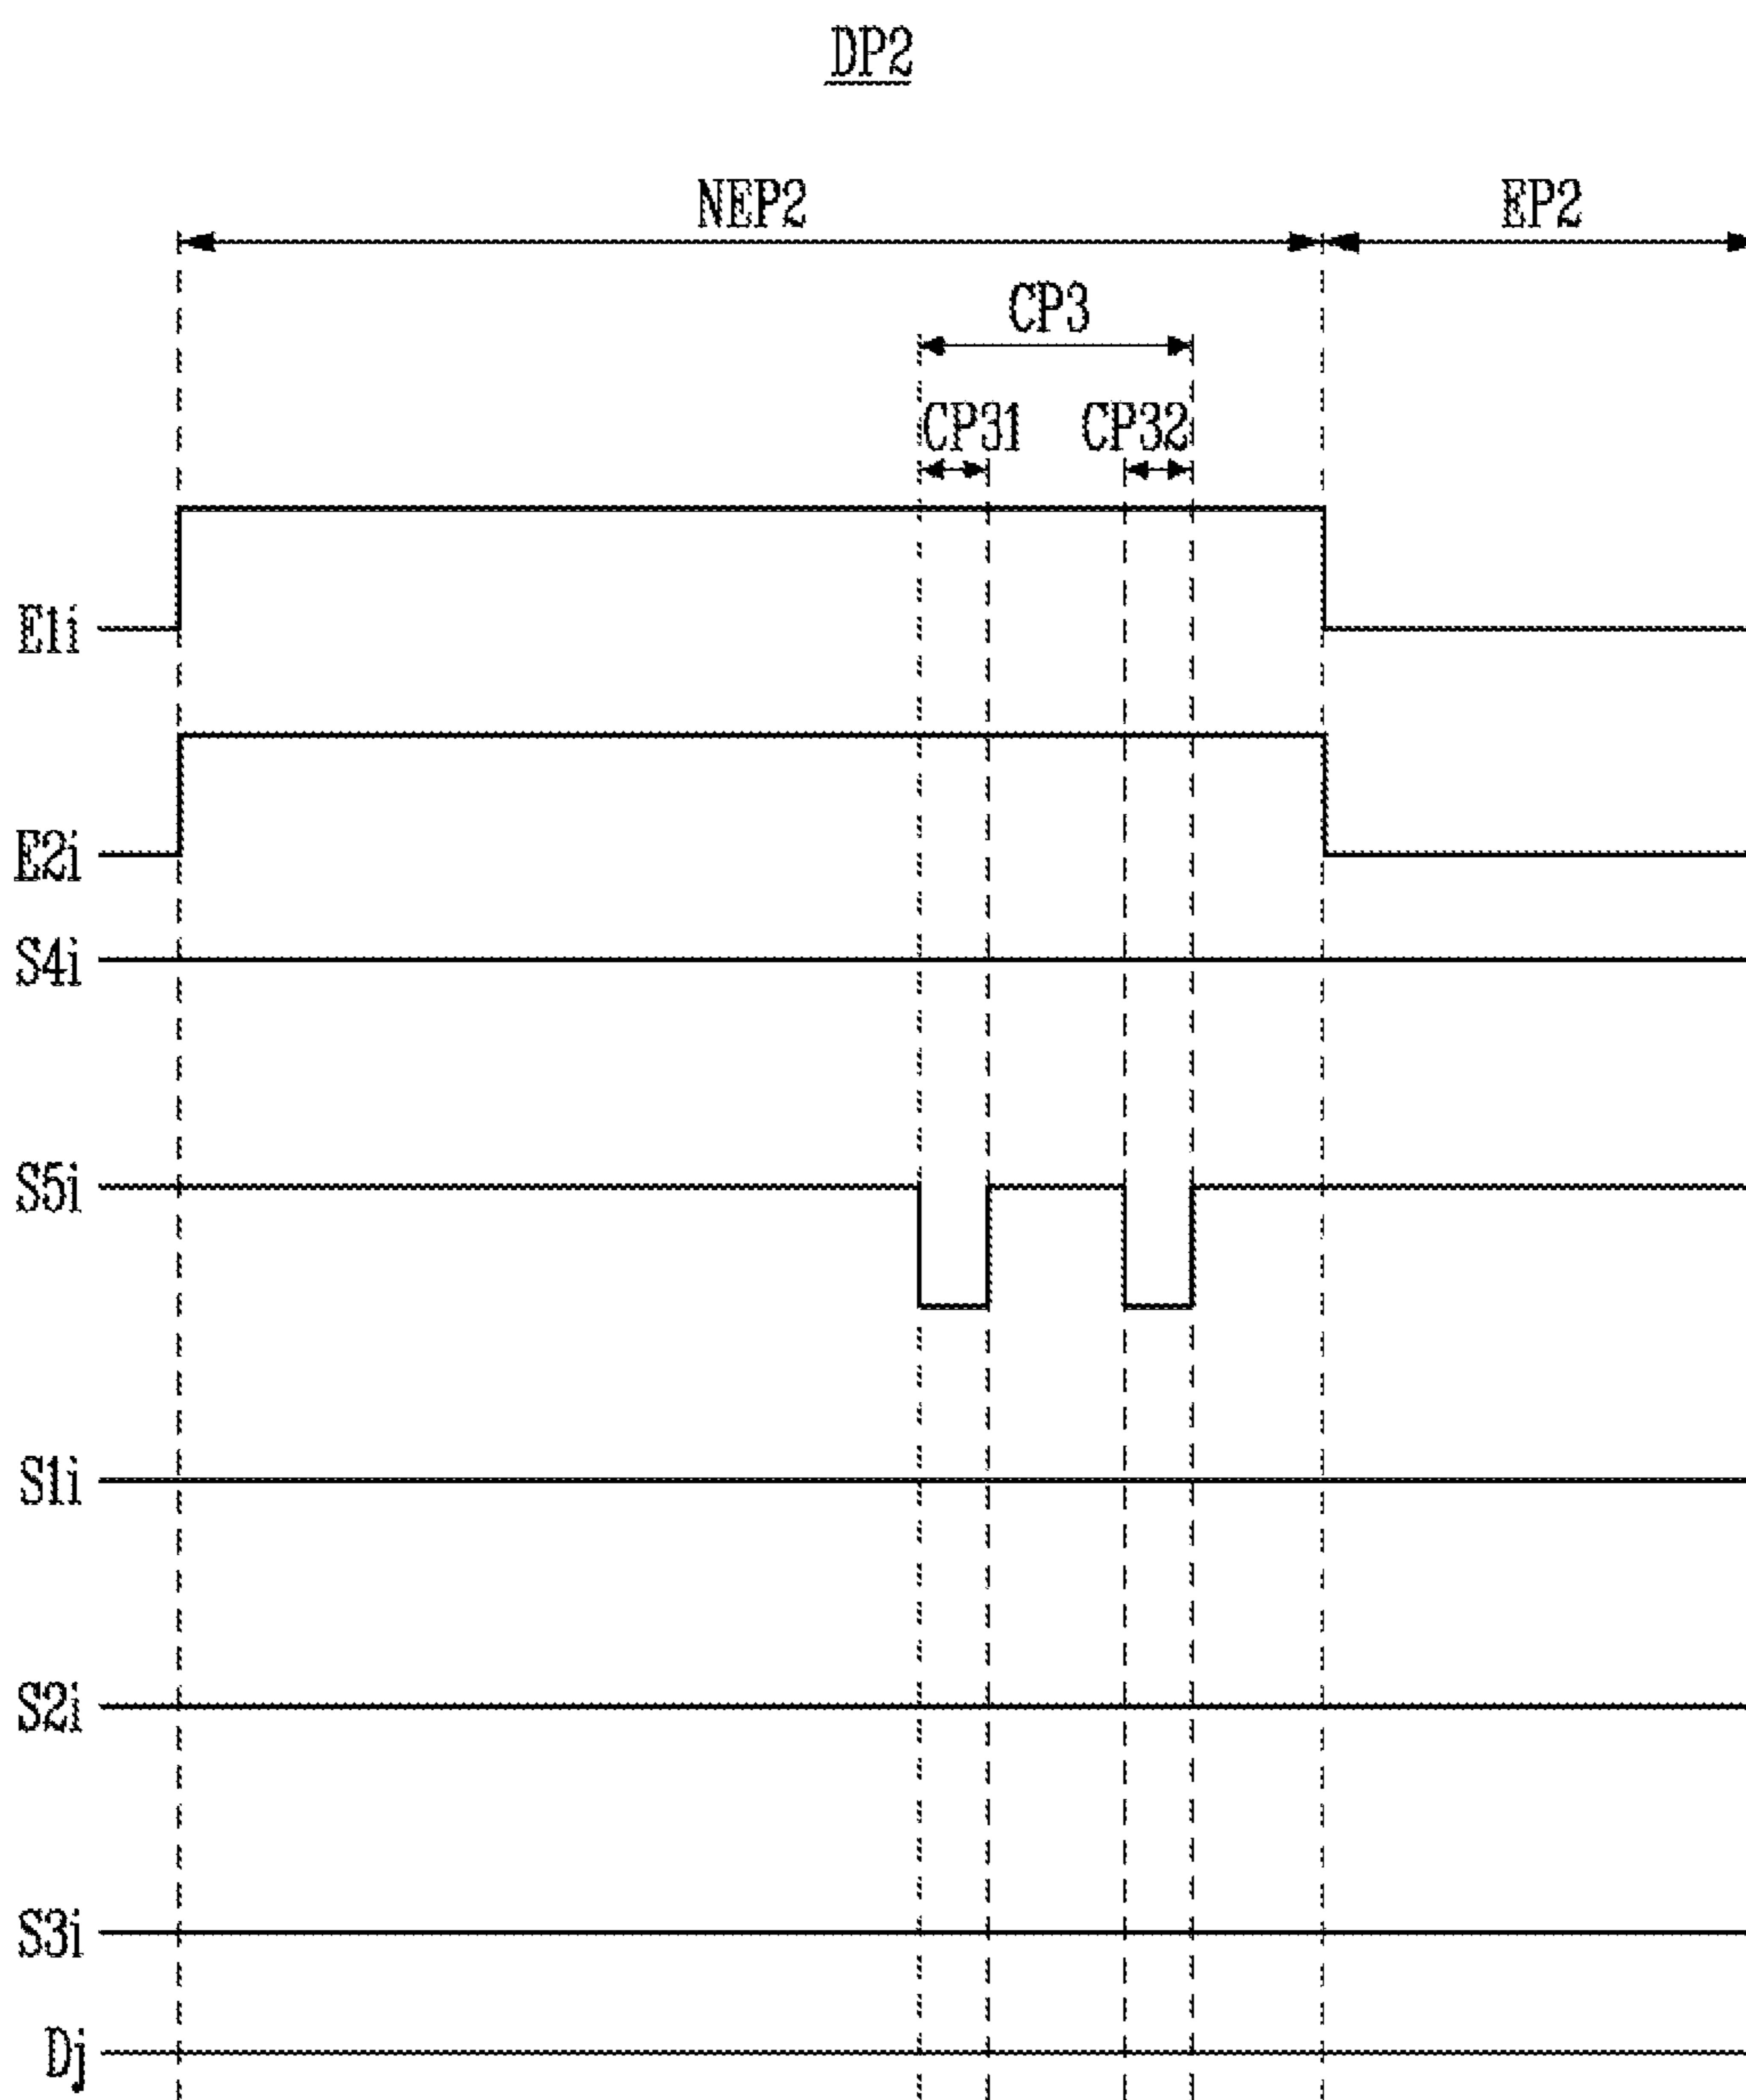 DP2
NEP2 EP2
CP3
CP31 CP32
E1i
E2i
S4i
S5i
S1i
S2i
S3i
Dj